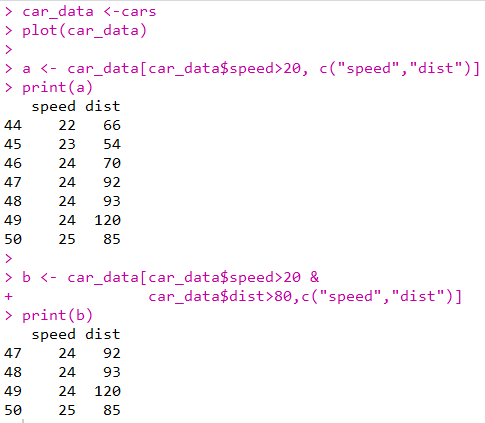 > car_data <-cars
> plot(car_data)
>
> a <- car_data[car_data$speed>20, c("speed","dist")]
> print(a)
   speed dist
44    22   66
45    23   54
46    24   70
47    24   92
48    24   93
49    24  120
50    25   85
>
> b <- car_data[car_data$speed>20 &
+               car_data$dist>80,c("speed","dist")]
> print(b)
   speed dist
47    24   92
48    24   93
49    24  120
50    25   85